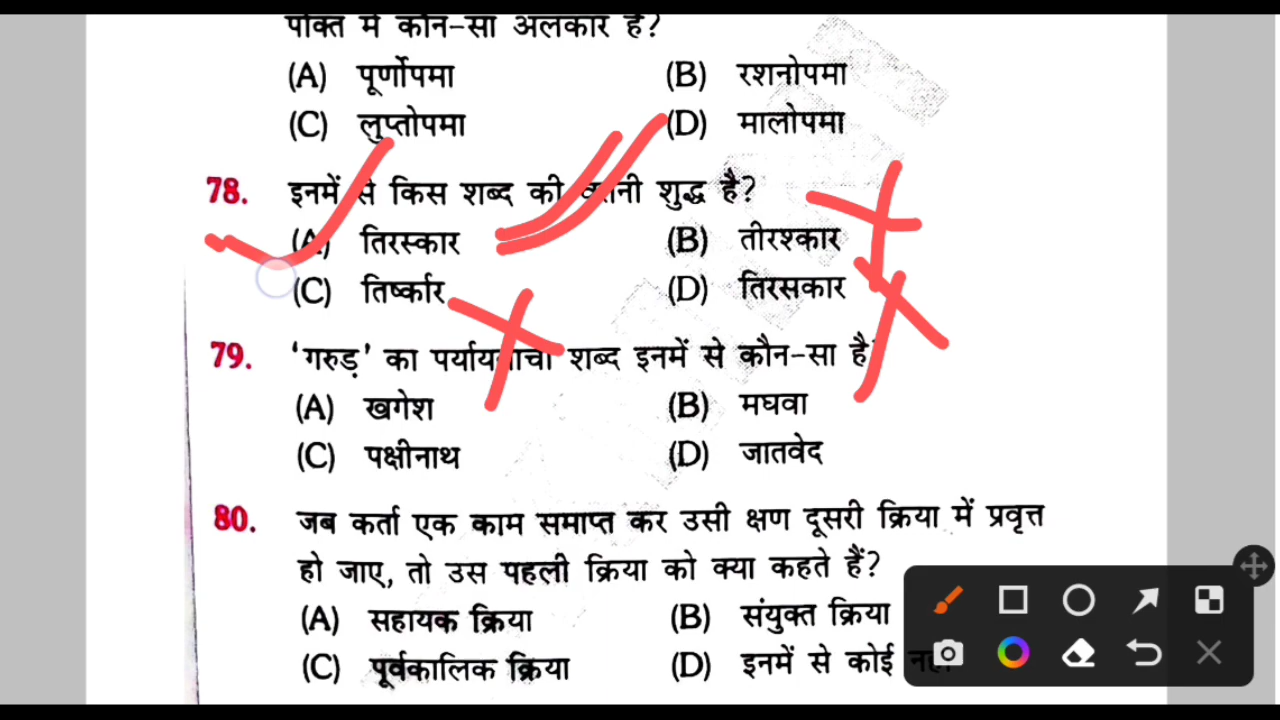 पंक्ति में कौन-सा अलंकार है?
(A) पूर्णोपमा (B) रशनोपमा
(C) लुप्तोपमा (D) मालोपमा
78. इनमें से किस शब्द की वर्तनी शुद्ध है?
(A) तिरस्कार (B) तीरश्कार
(C) तिर्ष्कार (D) तिरसकार
79. 'गरुड़' का पर्यायवाची शब्द इनमें से कौन-सा है
(A) खगेश (B) मघवा
(C) पक्षीनाथ (D) जातवेद
80. जब कर्ता एक काम समाप्त कर उसी क्षण दूसरी क्रिया में प्रवृत्त
हो जाए, तो उस पहली क्रिया को क्या कहते हैं?
(A) सहायक क्रिया (B) संयुक्त क्रिया
(C) पूर्वकालिक क्रिया (D) इनमें से कोई नहीं